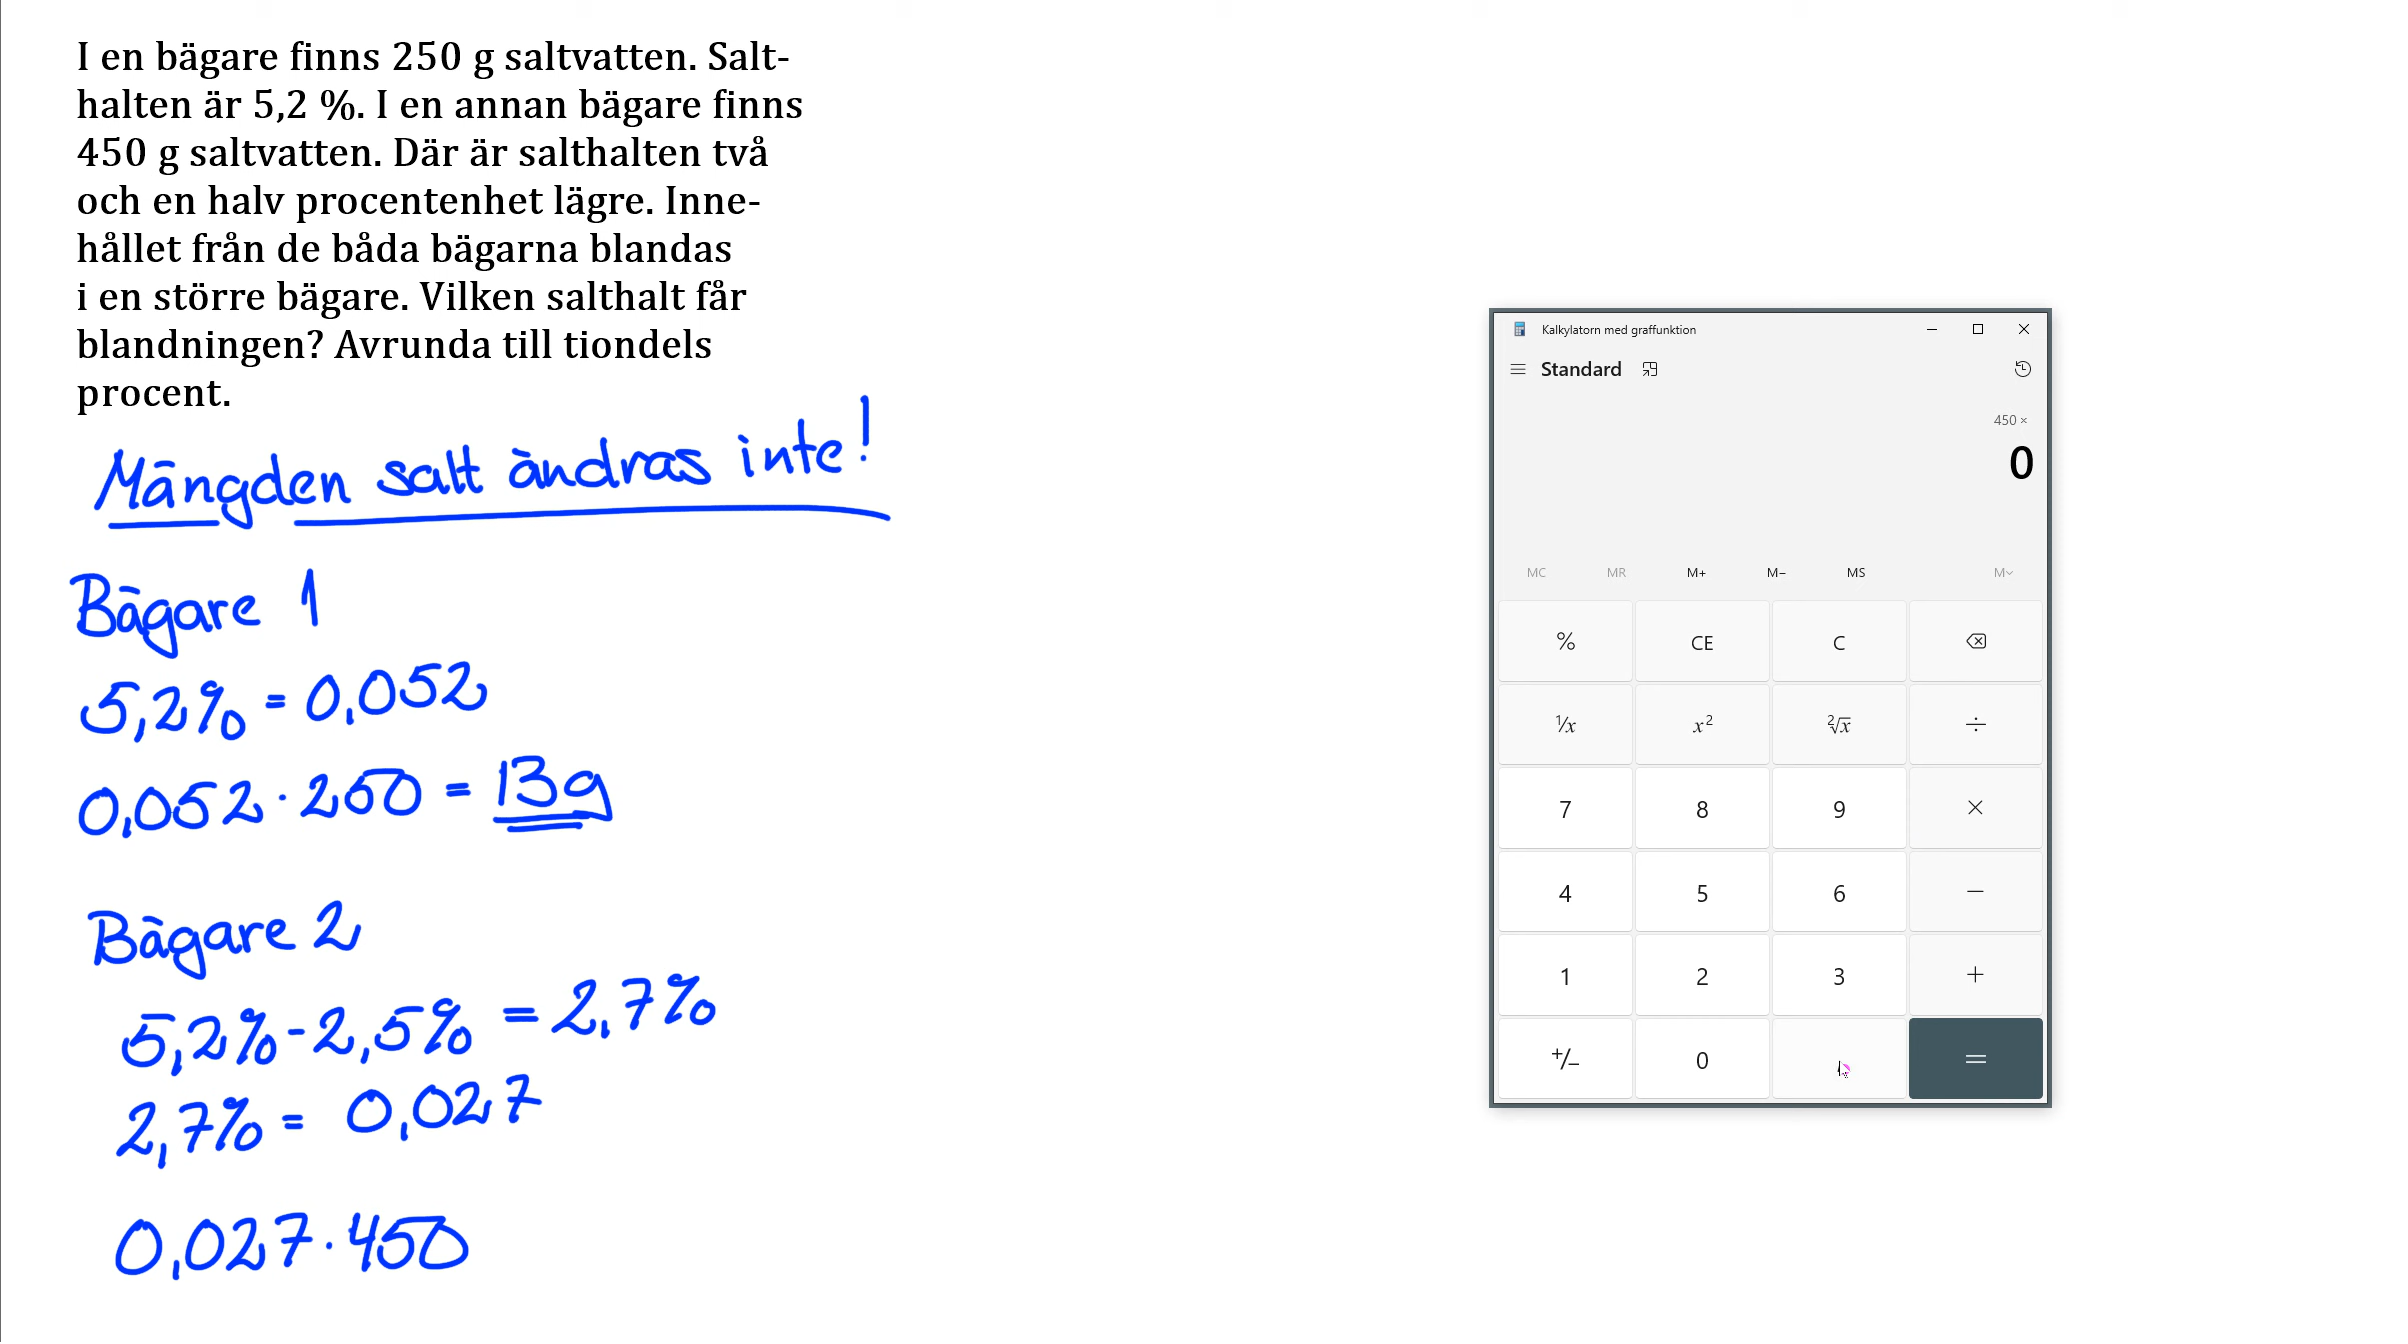 I en bägare finns 250 g saltvatten. Salt-
halten är 5,2 %. I en annan bägare finns
450 g saltvatten. Där är salthalten två
och en halv procentenhet lägre. Inne-
hållet från de båda bägarna blandas
i en större bägare. Vilken salthalt får
blandningen? Avrunda till tiondels
procent.
Mängden salt ändras inte!
Bägare 1
5,2% = 0,052
0,052 · 250 = 13g
Bägare 2
5,2% - 2,5% = 2,7%
2,7% = 0,027
0,027 · 450
Kalkylatorn med graffunktion
Standard
450 ×
0
MC MR M+ M− MS M˅
% CE C
1/x x² ²√x ÷
7 8 9 ×
4 5 6 −
1 2 3 +
+/− 0 , =